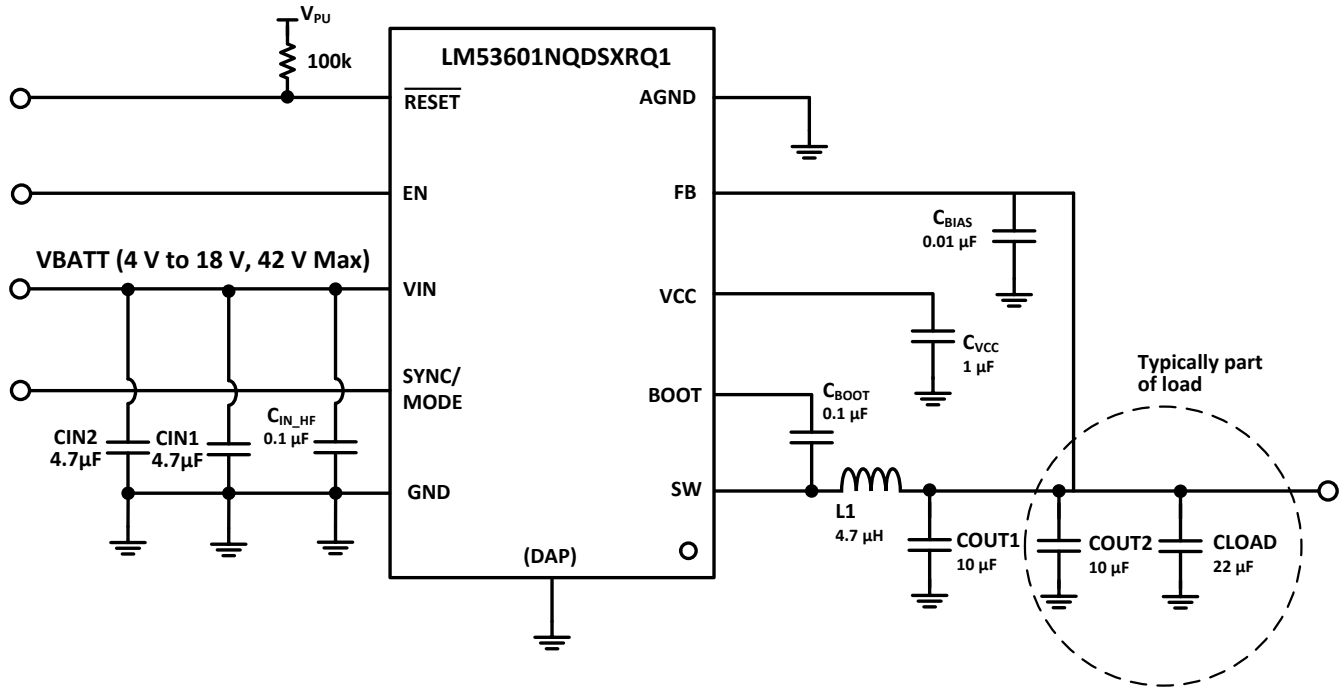 VPU
100k
LM53601NQDSXRQ1
RESET
AGND
EN
FB
CBIAS
0.01 µF
VBATT (4 V to 18 V, 42 V Max)
VIN
VCC
CVCC
1 µF
Typically part
of load
SYNC/
MODE
BOOT
CBOOT
0.1 µF
CIN2
4.7µF
CIN1
4.7µF
CIN_HF
0.1 µF
GND
SW
L1
4.7 µH
COUT1
10 µF
COUT2
10 µF
CLOAD
22 µF
(DAP)